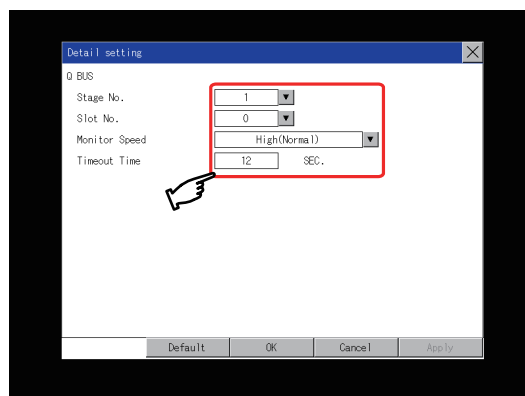 Detail setting
Q BUS
Stage No. 1
Slot No. 0
Monitor Speed High(Normal)
Timeout Time 12 SEC.
Default OK Cancel Apply